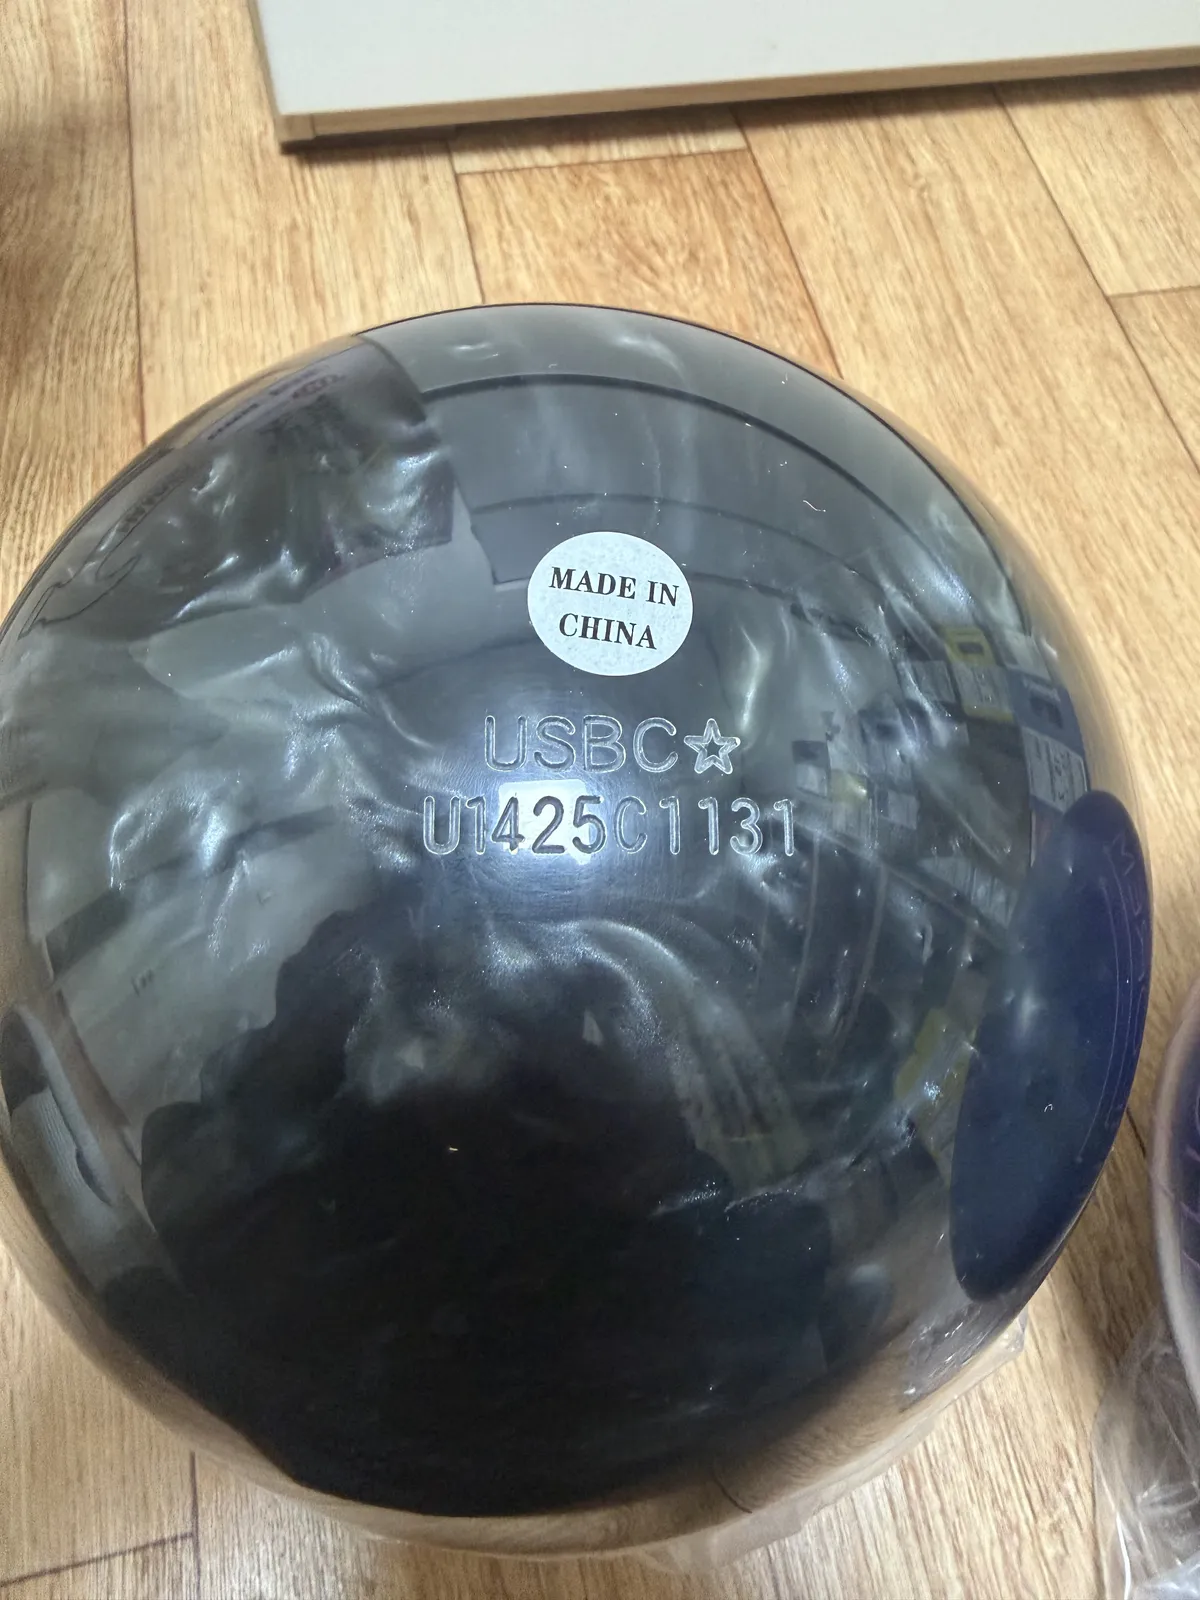 MADE IN
CHINA
USBC☆
U1425C1131